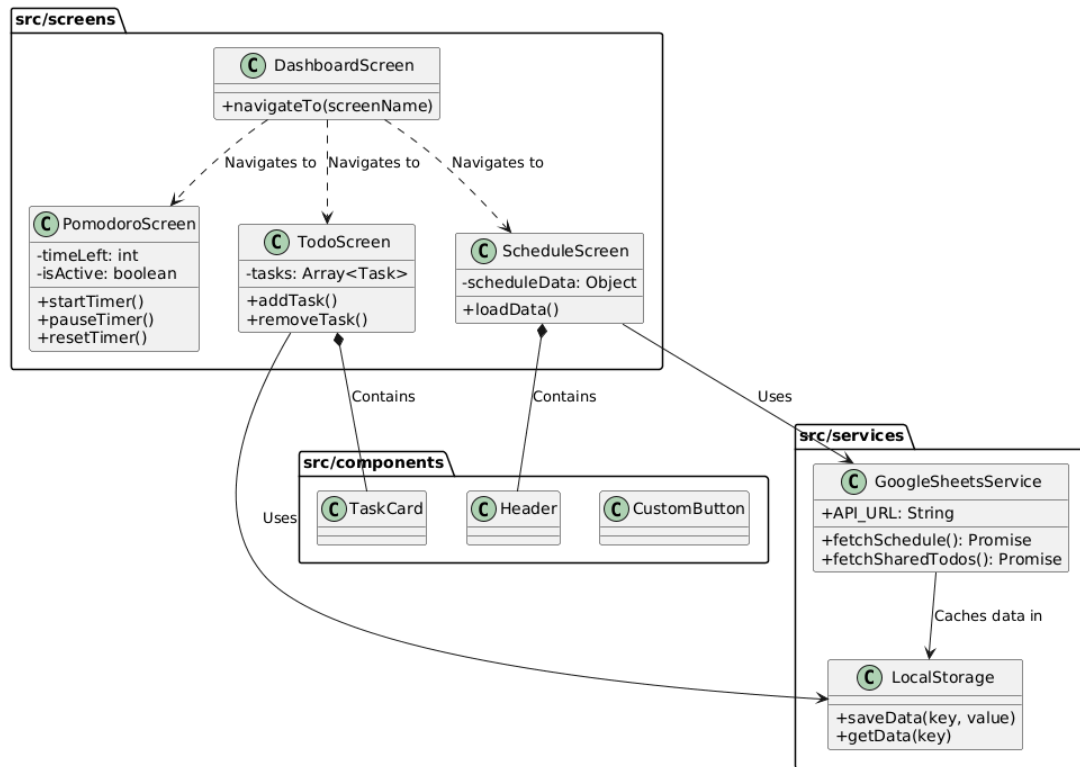 src/screens
C DashboardScreen
+navigateTo(screenName)
Navigates to
Navigates to
Navigates to
C PomodoroScreen
-timeLeft: int
-isActive: boolean
+startTimer()
+pauseTimer()
+resetTimer()
C TodoScreen
-tasks: Array<Task>
+addTask()
+removeTask()
C ScheduleScreen
-scheduleData: Object
+loadData()
Contains
Contains
Uses
src/components
C TaskCard
C Header
C CustomButton
Uses
src/services
C GoogleSheetsService
+API_URL: String
+fetchSchedule(): Promise
+fetchSharedTodos(): Promise
Caches data in
C LocalStorage
+saveData(key, value)
+getData(key)